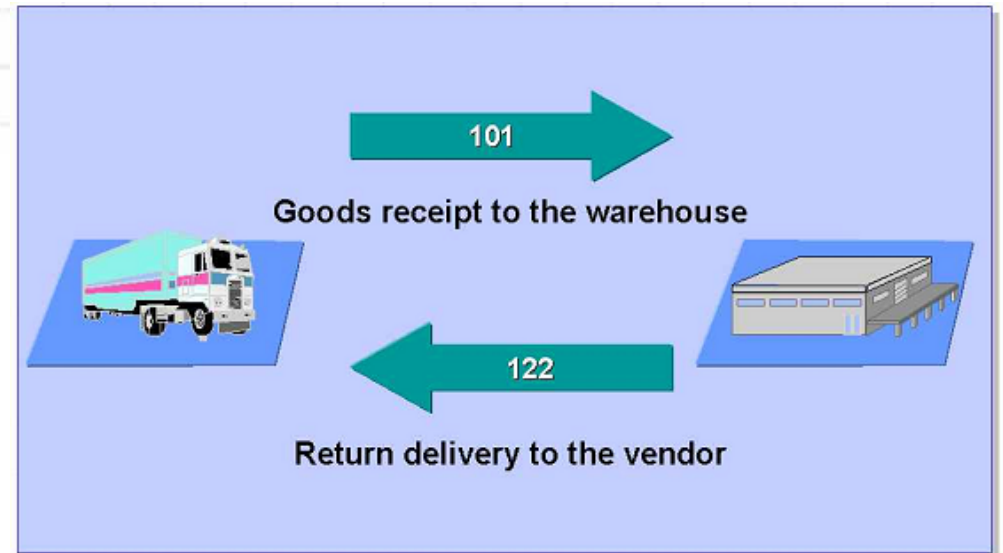 101
Goods receipt to the warehouse
122
Return delivery to the vendor